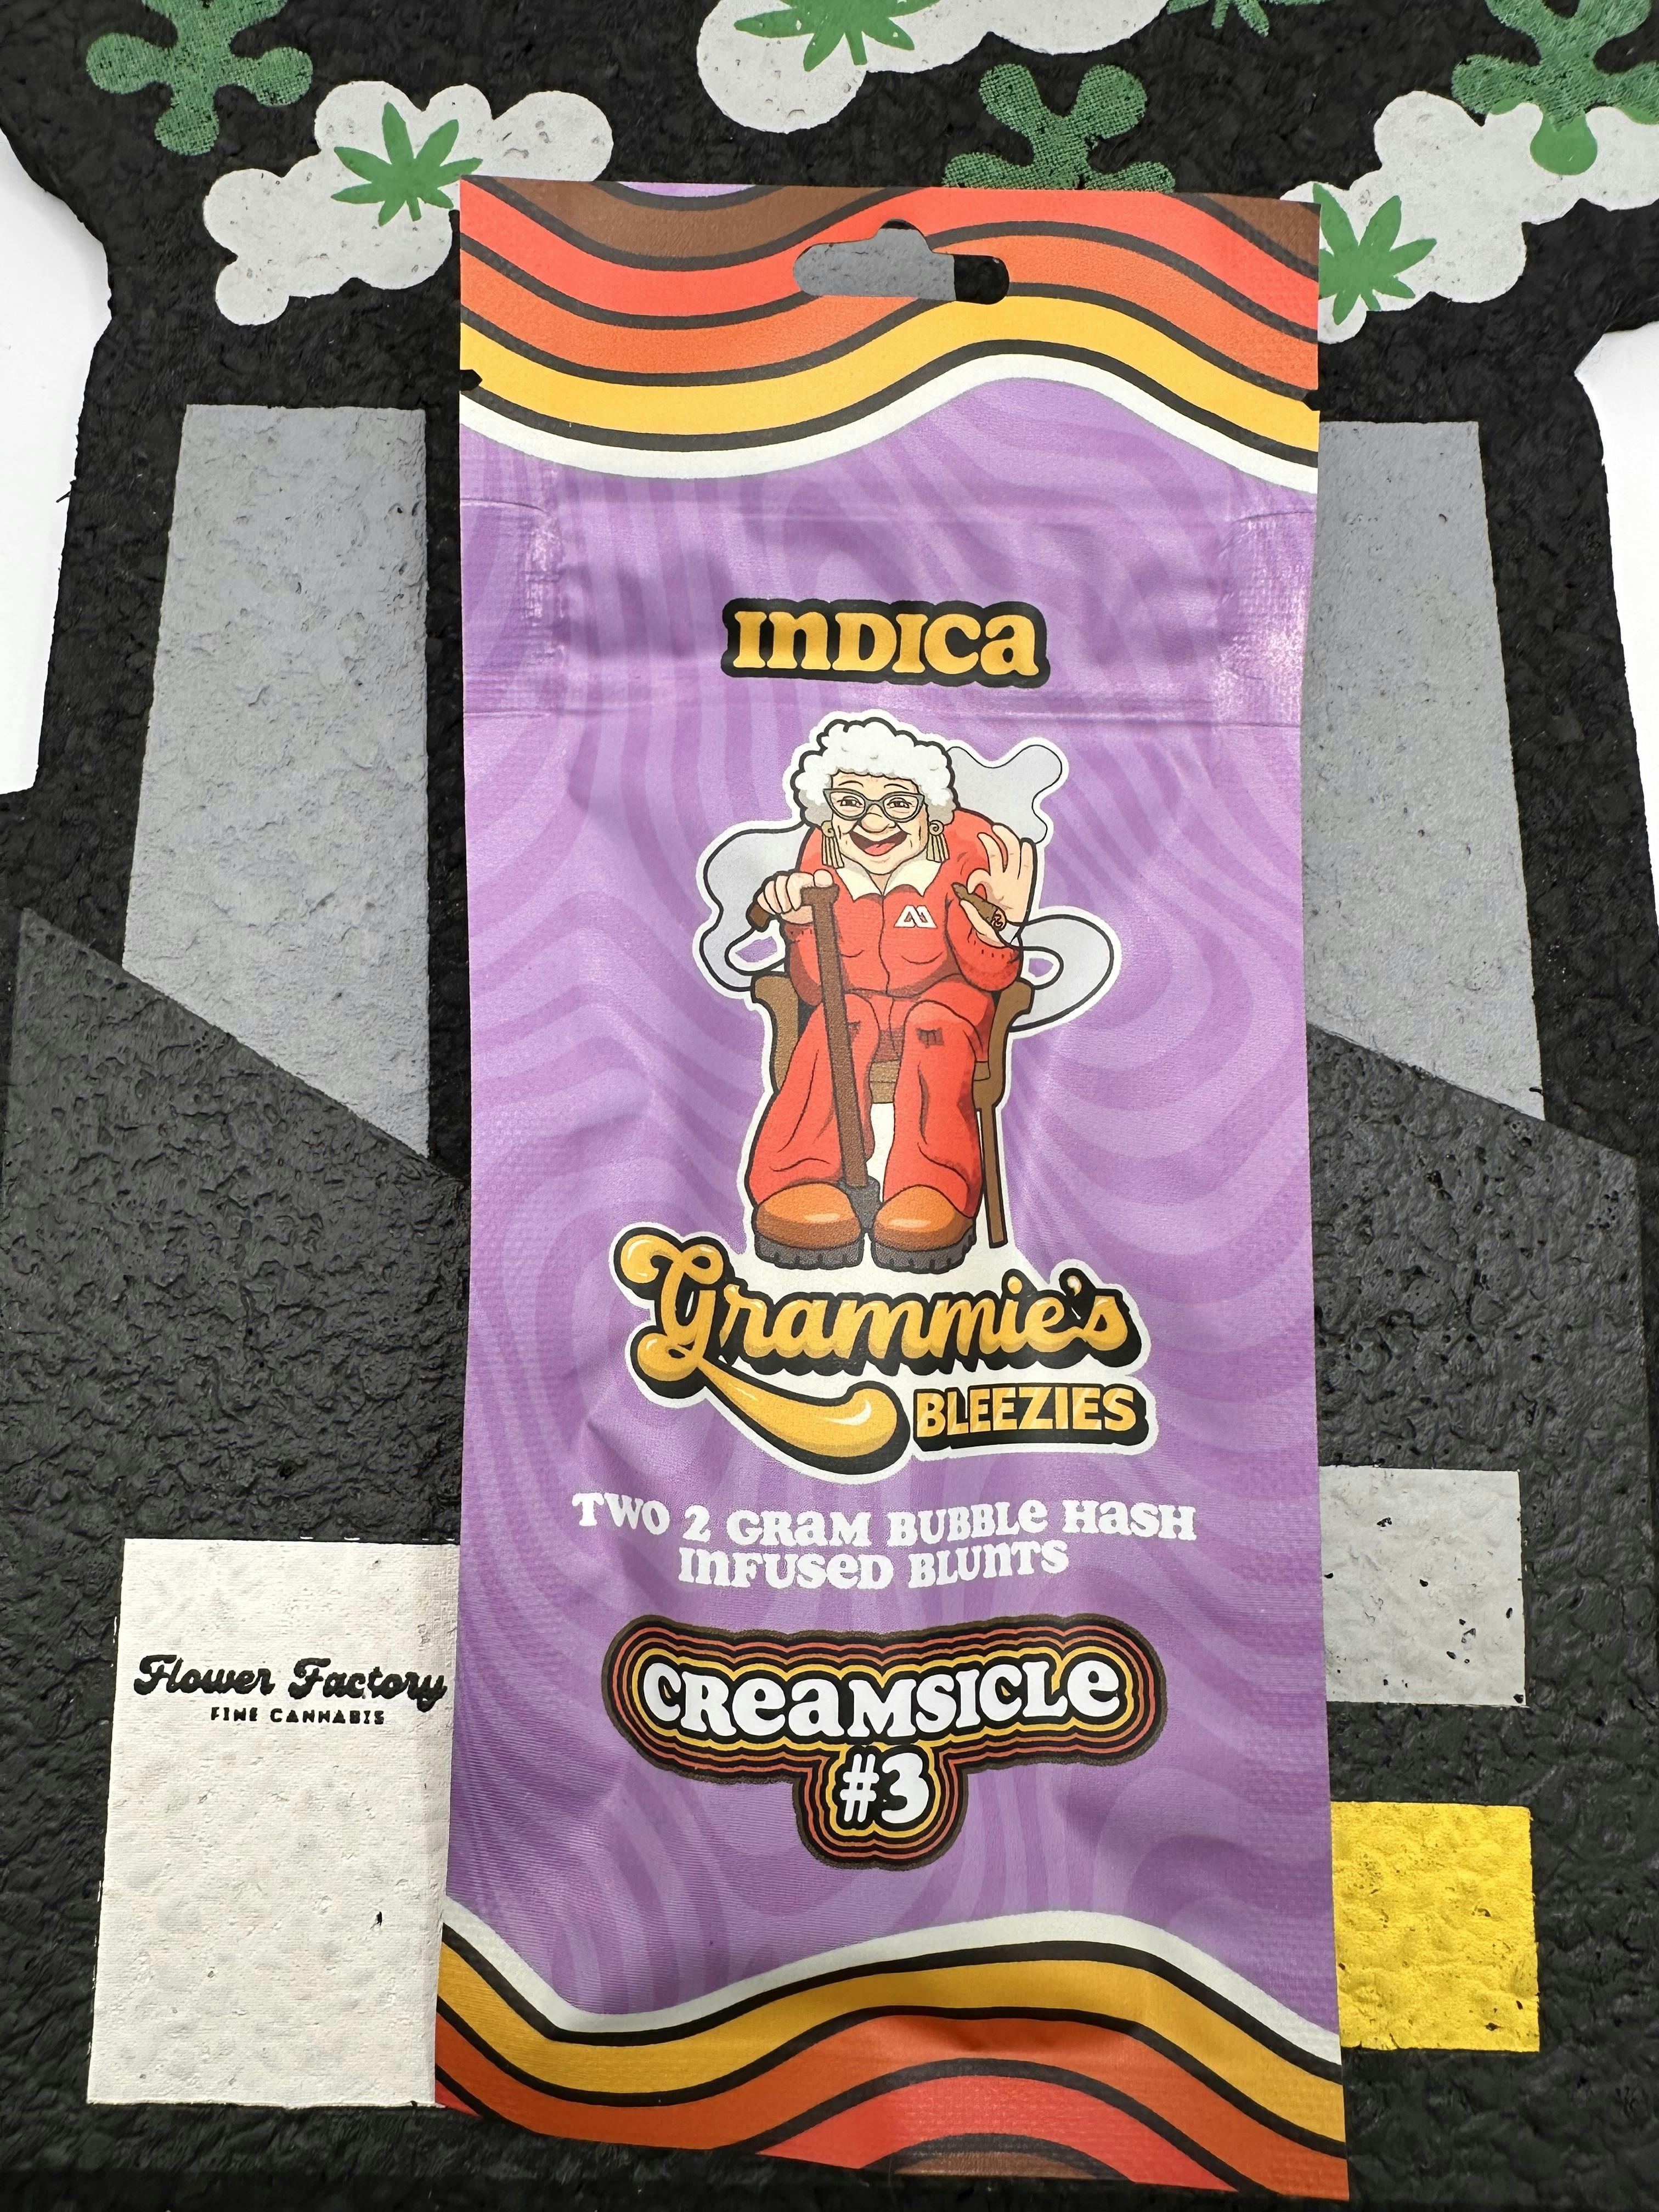 INDICA
Grammie's
BLEEZIES
TWO 2 GRAM BUBBLE HASH
INFUSED BLUNTS
CREAMSICLE
#3
Flower Factory
FINE CANNABIS